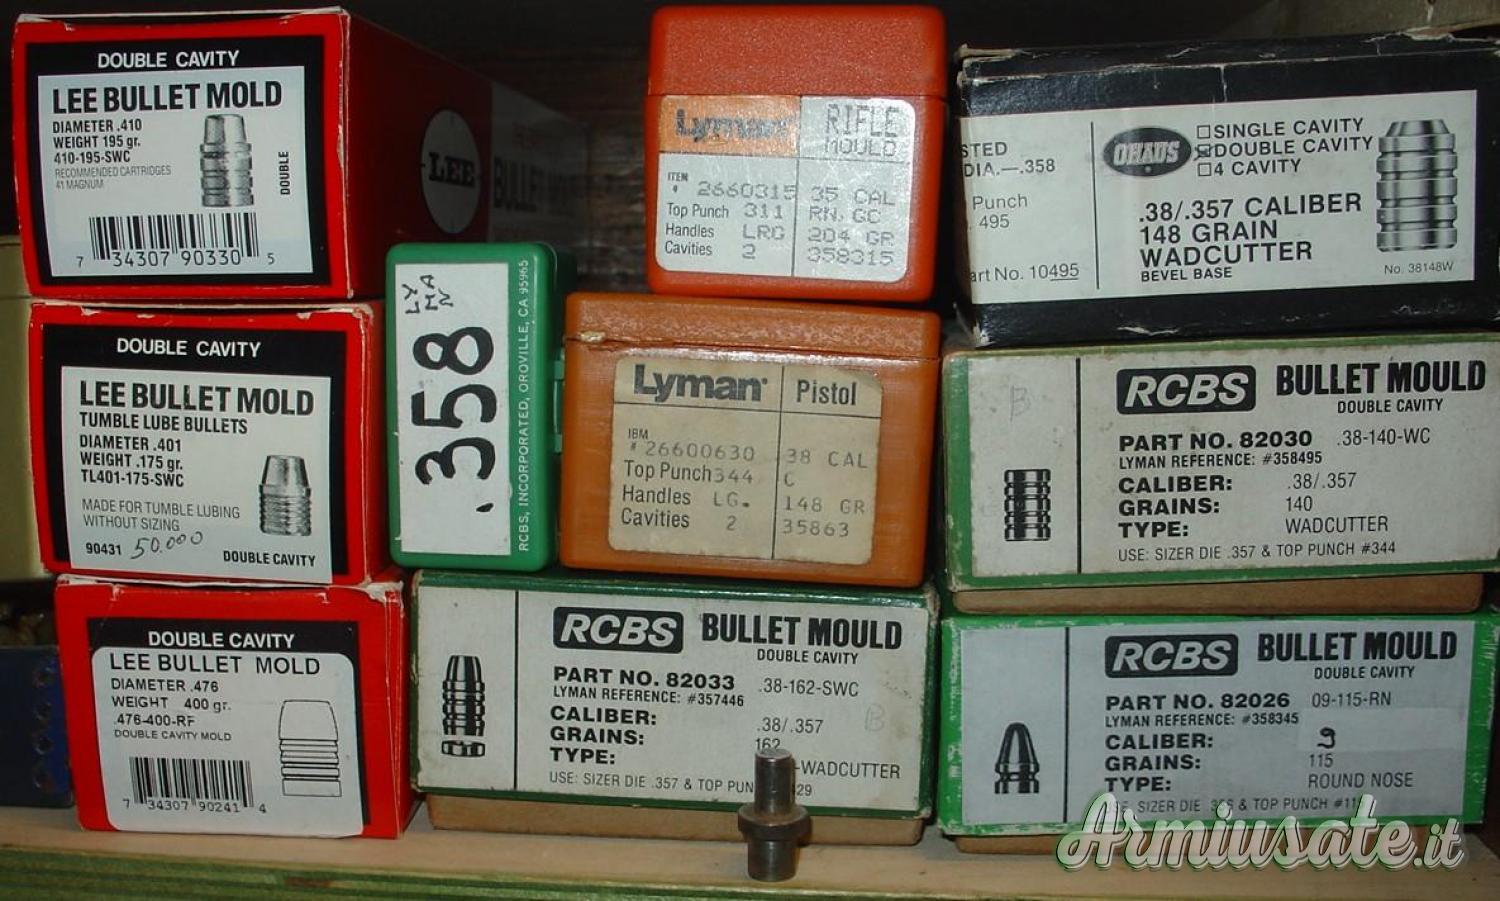 DOUBLE CAVITY
LEE BULLET MOLD
DIAMETER .410
WEIGHT 195 gr.
410-195-SWC
RECOMMENDED CARTRIDGES
41 MAGNUM
DOUBLE
7 34307 90330 5
LEE
BULLET
DOUBLE CAVITY
LEE BULLET MOLD
TUMBLE LUBE BULLETS
DIAMETER .401
WEIGHT .175 gr.
TL401-175-SWC
MADE FOR TUMBLE LUBING
WITHOUT SIZING
90431 50.000
DOUBLE CAVITY
DOUBLE CAVITY
LEE BULLET MOLD
DIAMETER .476
WEIGHT 400 gr.
.476-400-RF
DOUBLE CAVITY MOLD
7 34307 90241 4
LYMAN
.358
RCBS, INCORPORATED, OROVILLE, CA 95965
Lyman
RIFLE
MOULD
ITEM
# 2660315 35 CAL
Top Punch 311 RN, GC
Handles LRG 204 GR
Cavities 2 358315
Lyman Pistol
IBM
# 26600630 38 CAL
Top Punch 344 C
Handles LG. 148 GR
Cavities 2 35863
STED
DIA.—.358
Punch
495
art No. 10495
OHAUS
SINGLE CAVITY
DOUBLE CAVITY
4 CAVITY
.38/.357 CALIBER
148 GRAIN
WADCUTTER
BEVEL BASE
No. 38148W
B
RCBS BULLET MOULD
DOUBLE CAVITY
PART NO. 82030 .38-140-WC
LYMAN REFERENCE: #358495
CALIBER: .38/.357
GRAINS: 140
TYPE: WADCUTTER
USE: SIZER DIE .357 & TOP PUNCH #344
RCBS BULLET MOULD
DOUBLE CAVITY
PART NO. 82033 .38-162-SWC
LYMAN REFERENCE: #357446
CALIBER: .38/.357
GRAINS: 162
TYPE: -WADCUTTER
USE: SIZER DIE .357 & TOP PUN 429
B
RCBS BULLET MOULD
DOUBLE CAVITY
PART NO. 82026 09-115-RN
LYMAN REFERENCE: #358345
CALIBER: 9
GRAINS: 115
TYPE: ROUND NOSE
SIZER DIE & TOP PUNCH
Armiusate.it